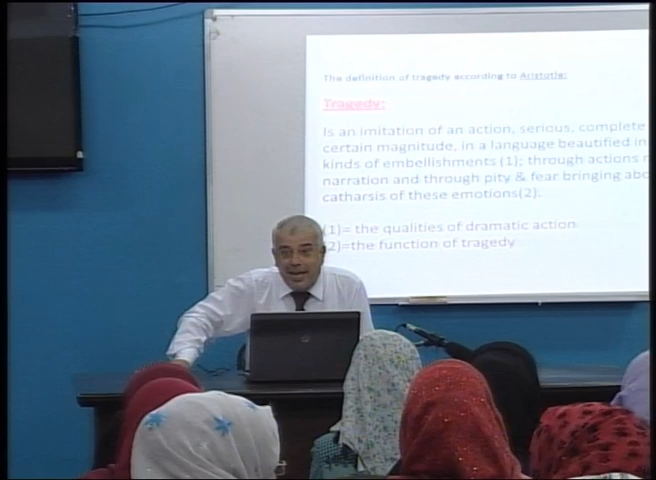 The definition of tragedy according to Aristotle:
Tragedy:
Is an imitation of an action, serious, complete
certain magnitude, in a language beautified in
kinds of embellishments (1); through actions
narration and through pity & fear bringing
catharsis of these emotions(2).
(1)= the qualities of dramatic action
2)=the function of tragedy